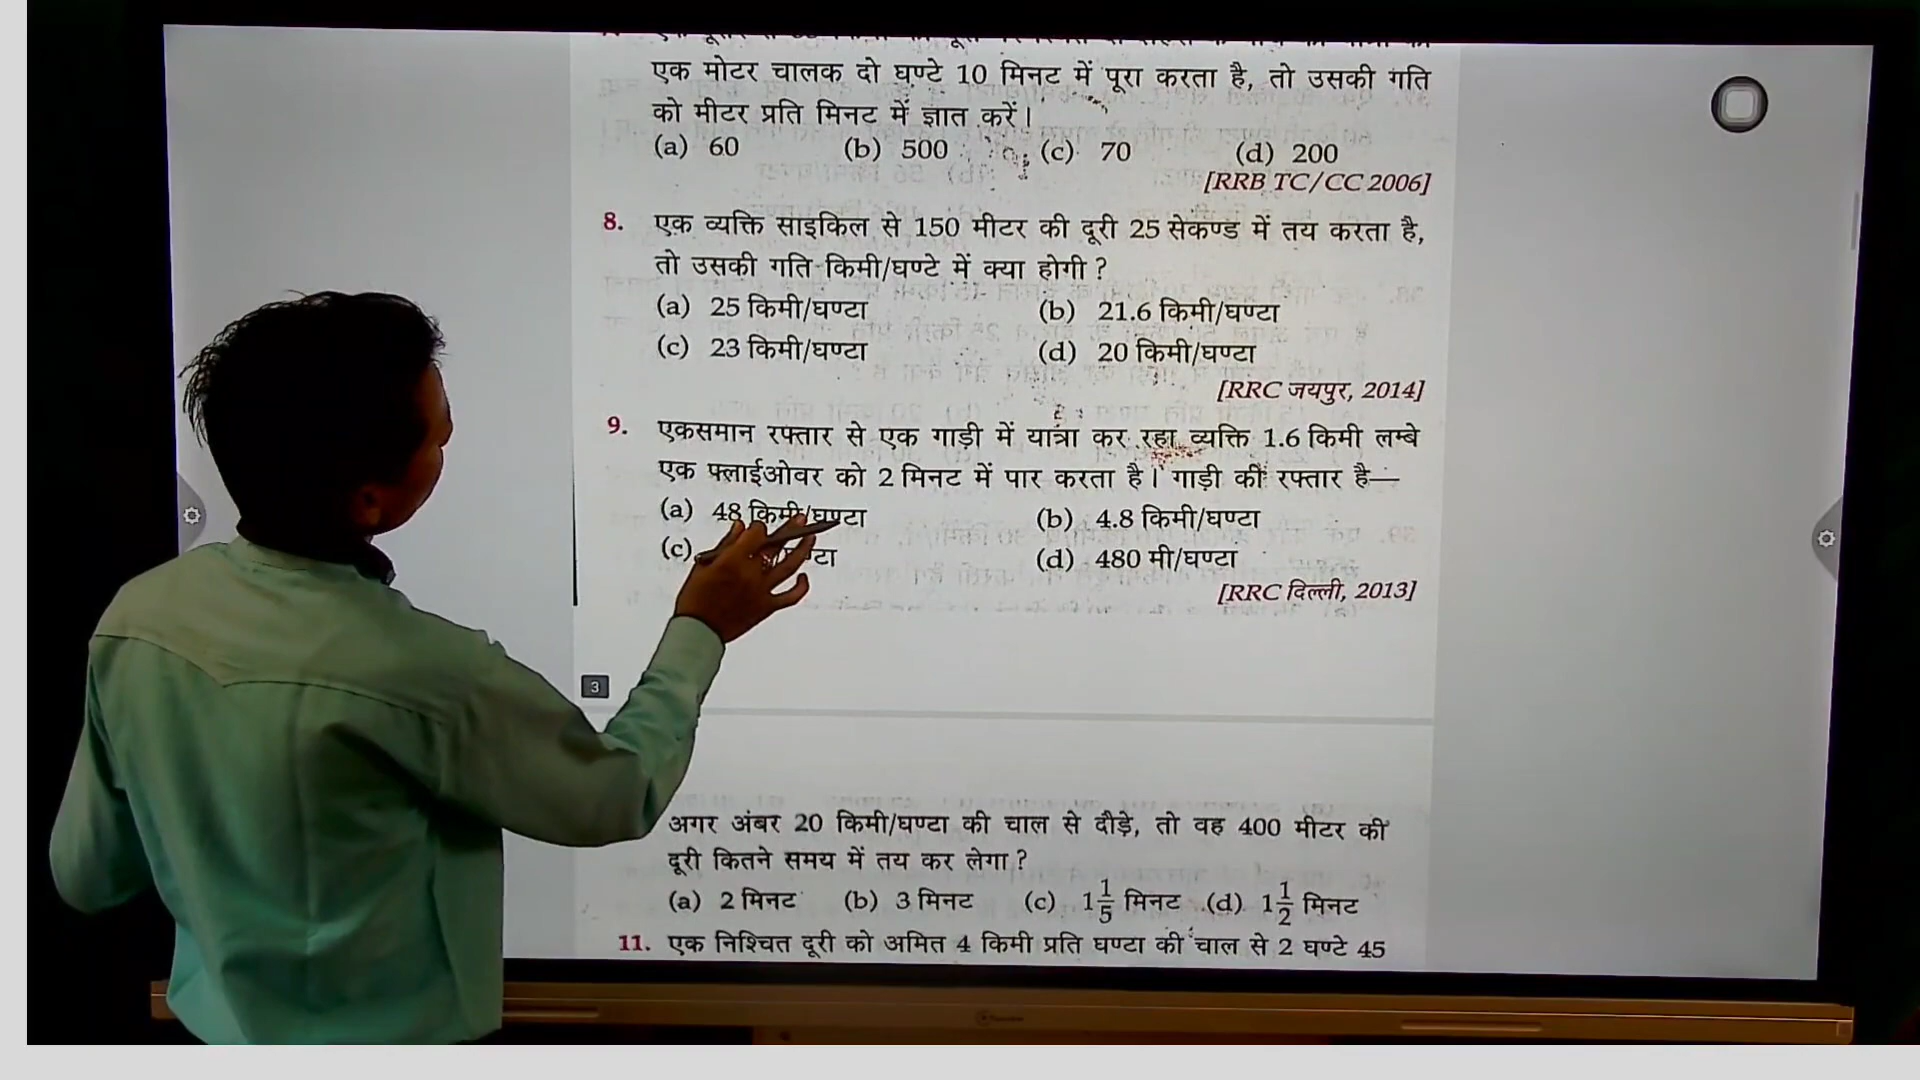 एक मोटर चालक दो घण्टे 10 मिनट में पूरा करता है, तो उसकी गति
को मीटर प्रति मिनट में ज्ञात करें।
(a) 60 (b) 500 (c) 70 (d) 200
[RRB TC/CC 2006]
8. एक व्यक्ति साइकिल से 150 मीटर की दूरी 25 सेकण्ड में तय करता है,
तो उसकी गति किमी/घण्टे में क्या होगी ?
(a) 25 किमी/घण्टा (b) 21.6 किमी/घण्टा
(c) 23 किमी/घण्टा (d) 20 किमी/घण्टा
[RRC जयपुर, 2014]
9. एकसमान रफ्तार से एक गाड़ी में यात्रा कर रहा व्यक्ति 1.6 किमी लम्बे
एक फ्लाईओवर को 2 मिनट में पार करता है। गाड़ी की रफ्तार है—
(a) 48 किमी/घण्टा (b) 4.8 किमी/घण्टा
(c) (d) 480 मी/घण्टा
[RRC दिल्ली, 2013]
3
अगर अंबर 20 किमी/घण्टा की चाल से दौड़े, तो वह 400 मीटर की
दूरी कितने समय में तय कर लेगा ?
(a) 2 मिनट (b) 3 मिनट (c) 1 1/5 मिनट (d) 1 1/2 मिनट
11. एक निश्चित दूरी को अमित 4 किमी प्रति घण्टा की चाल से 2 घण्टे 45